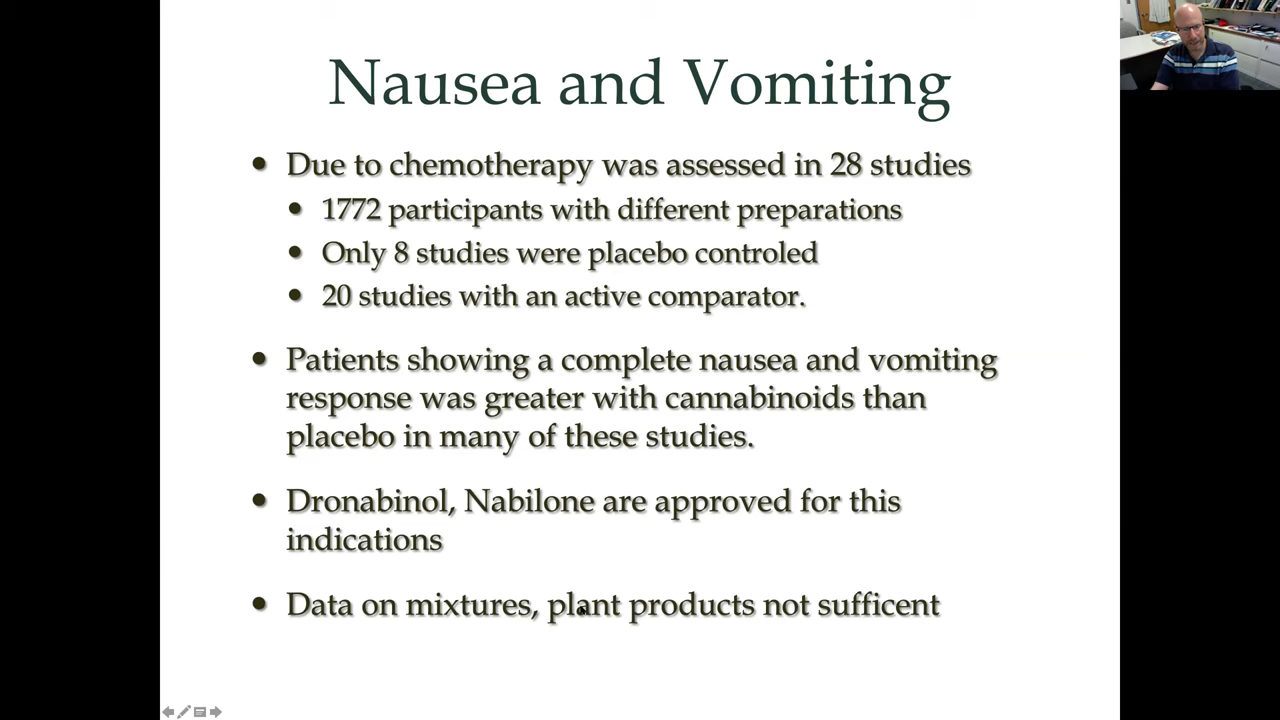 Nausea and Vomiting
• Due to chemotherapy was assessed in 28 studies
• 1772 participants with different preparations
• Only 8 studies were placebo controled
• 20 studies with an active comparator.
• Patients showing a complete nausea and vomiting
response was greater with cannabinoids than
placebo in many of these studies.
• Dronabinol, Nabilone are approved for this
indications
• Data on mixtures, plant products not sufficent